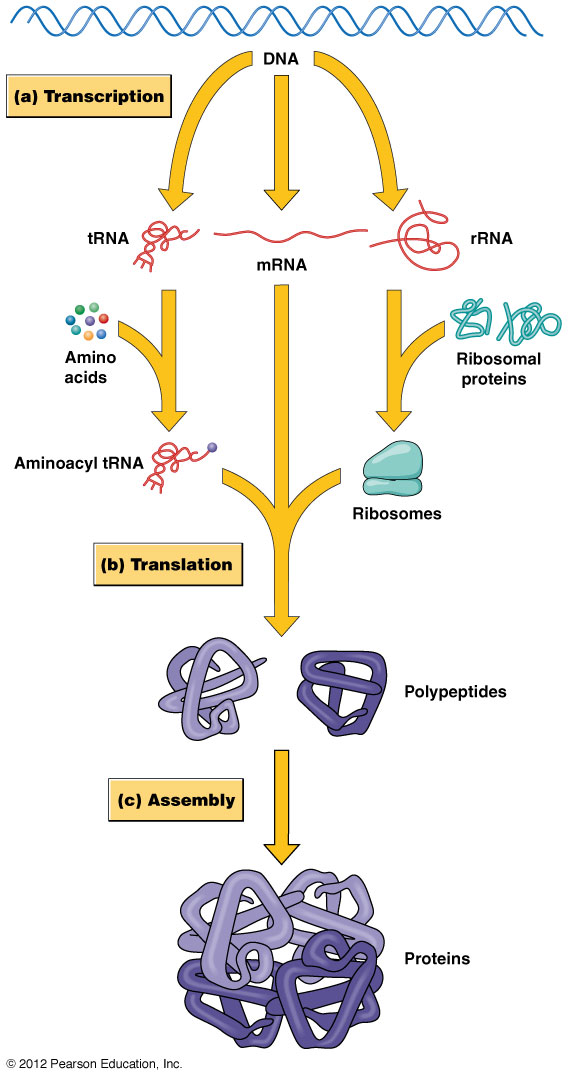 DNA
(a) Transcription
tRNA
mRNA
rRNA
Amino
acids
Ribosomal
proteins
Aminoacyl tRNA
Ribosomes
(b) Translation
Polypeptides
(c) Assembly
Proteins
© 2012 Pearson Education, Inc.